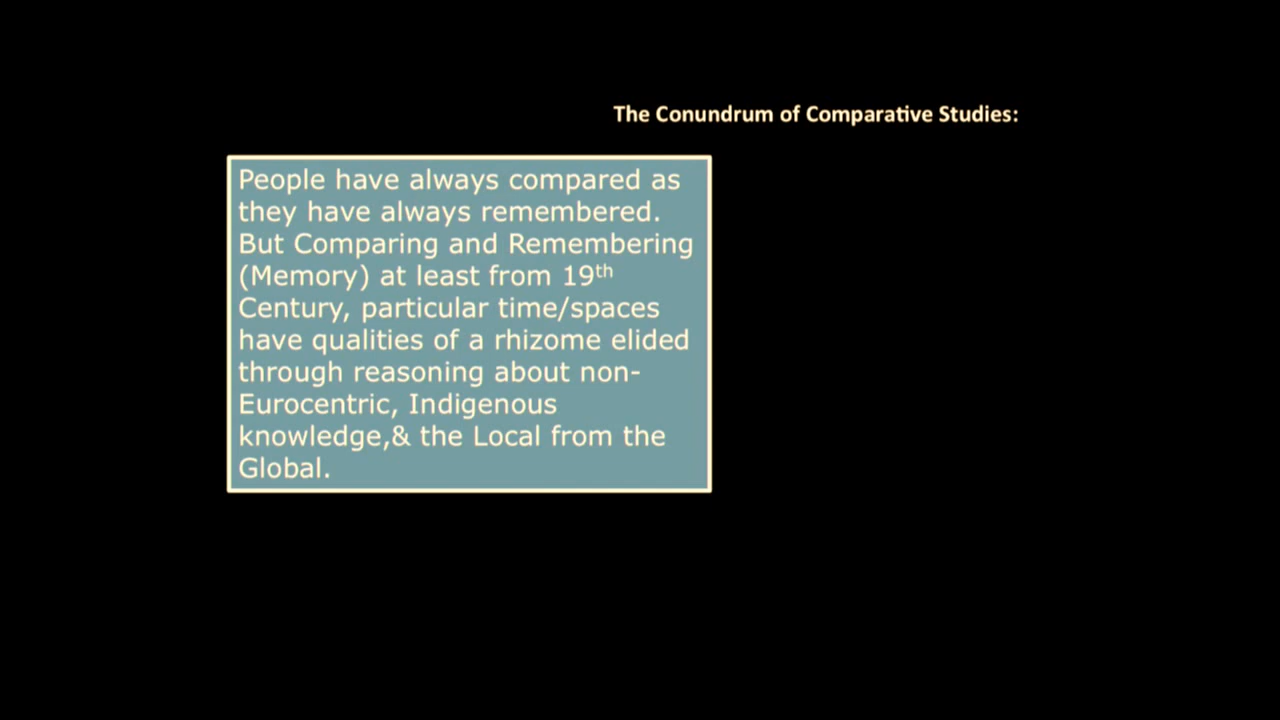 The Conundrum of Comparative Studies:
People have always compared as
they have always remembered.
But Comparing and Remembering
(Memory) at least from 19th
Century, particular time/spaces
have qualities of a rhizome elided
through reasoning about non-
Eurocentric, Indigenous
knowledge,& the Local from the
Global.